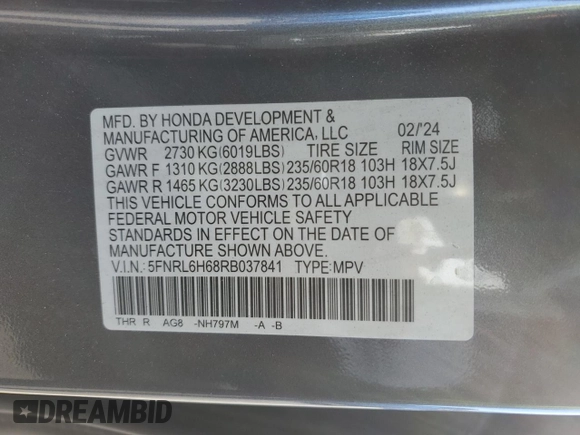 MFD. BY HONDA DEVELOPMENT &
MANUFACTURING OF AMERICA, LLC 02/'24
GVWR 2730 KG(6019LBS) TIRE SIZE RIM SIZE
GAWR F 1310 KG(2888LBS) 235/60R18 103H 18X7.5J
GAWR R 1465 KG(3230LBS) 235/60R18 103H 18X7.5J
THIS VEHICLE CONFORMS TO ALL APPLICABLE
FEDERAL MOTOR VEHICLE SAFETY
STANDARDS IN EFFECT ON THE DATE OF
MANUFACTURE SHOWN ABOVE.
V.I.N.: 5FNRL6H68RB037841 TYPE:MPV
THR R AG8 -NH797M -A -B
DREAMBID